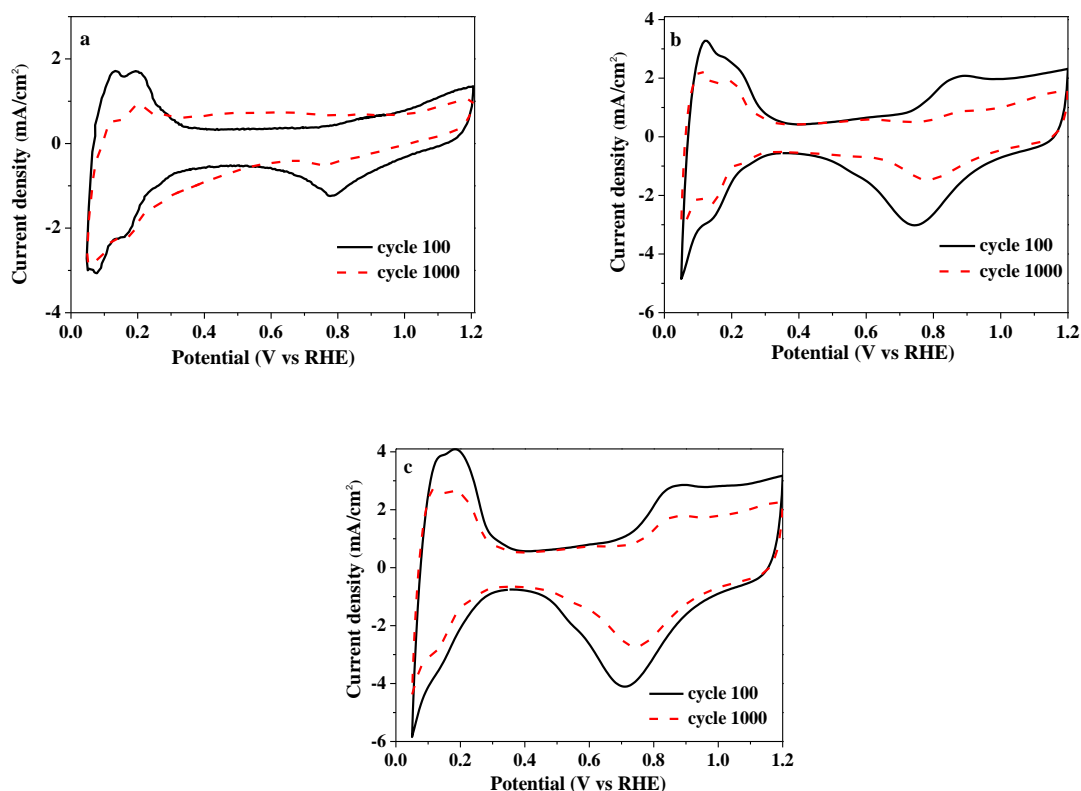 a
2
0
-2
-4
Current density (mA/cm²)
cycle 100
cycle 1000
0.0 0.2 0.4 0.6 0.8 1.0 1.2
Potential (V vs RHE)
b
4
2
0
-2
-4
-6
Current density (mA/cm²)
cycle 100
cycle 1000
0.0 0.2 0.4 0.6 0.8 1.0 1.2
Potential (V vs RHE)
c
4
2
0
-2
-4
-6
Current density (mA/cm²)
cycle 100
cycle 1000
0.0 0.2 0.4 0.6 0.8 1.0 1.2
Potential (V vs RHE)